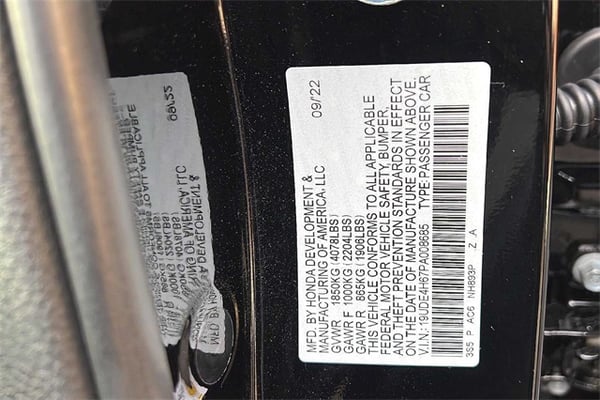 MFD. BY HONDA DEVELOPMENT &
MANUFACTURING OF AMERICA, LLC 09/22
GVWR 1850KG(4078LBS)
GAWR F 1000KG(2204LBS)
GAWR R 865KG(1906LBS)
THIS VEHICLE CONFORMS TO ALL APPLICABLE
FEDERAL MOTOR VEHICLE SAFETY, BUMPER,
AND THEFT PREVENTION STANDARDS IN EFFECT
ON THE DATE OF MANUFACTURE SHOWN ABOVE.
V.I.N: 19UDE4H67PA008685 TYPE:PASSENGER CAR
3S5 P AC6 NH893P Z A